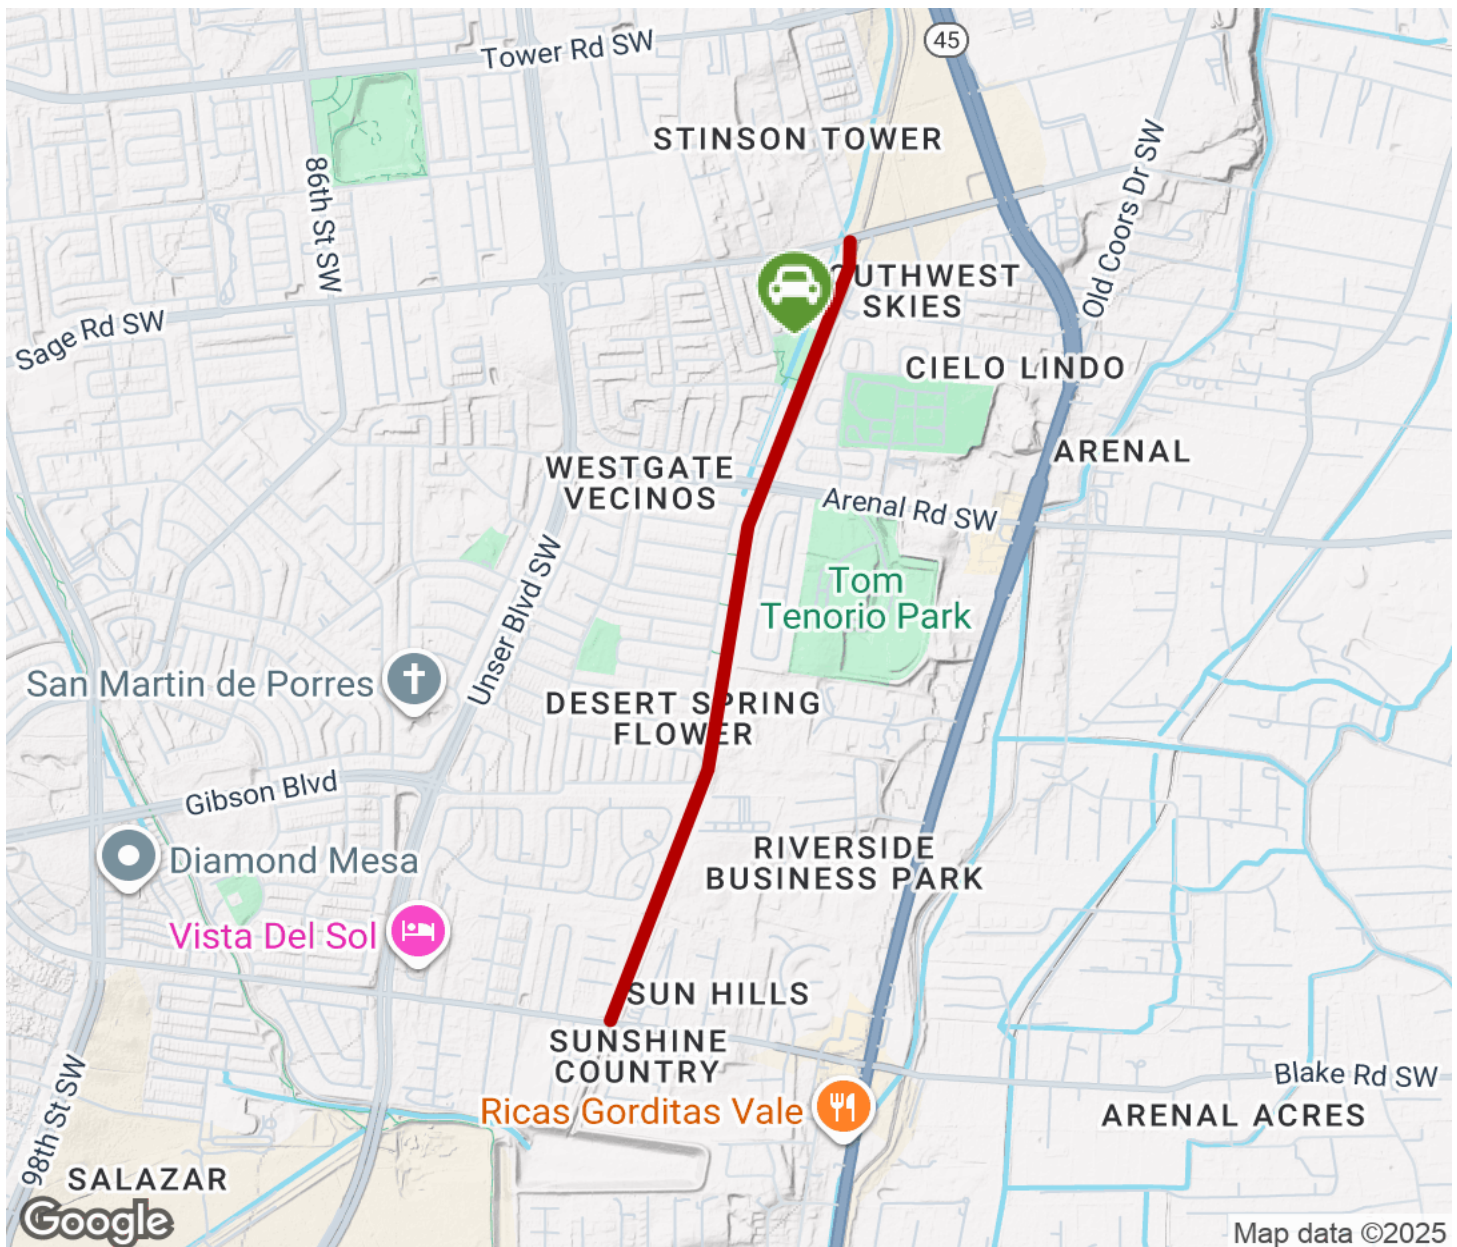 Tower Rd SW
45
STINSON TOWER
86th St SW
Old Coors Dr SW
OUTHWEST
SKIES
Sage Rd SW
CIELO LINDO
ARENAL
WESTGATE
VECINOS
Arenal Rd SW
Unser Blvd SW
Tom
Tenorio Park
San Martin de Porres
DESERT SPRING
FLOWER
Gibson Blvd
Diamond Mesa
RIVERSIDE
BUSINESS PARK
Vista Del Sol
SUN HILLS
SUNSHINE
COUNTRY
98th St SW
Blake Rd SW
Ricas Gorditas Vale
ARENAL ACRES
SALAZAR
Google
Map data ©2025